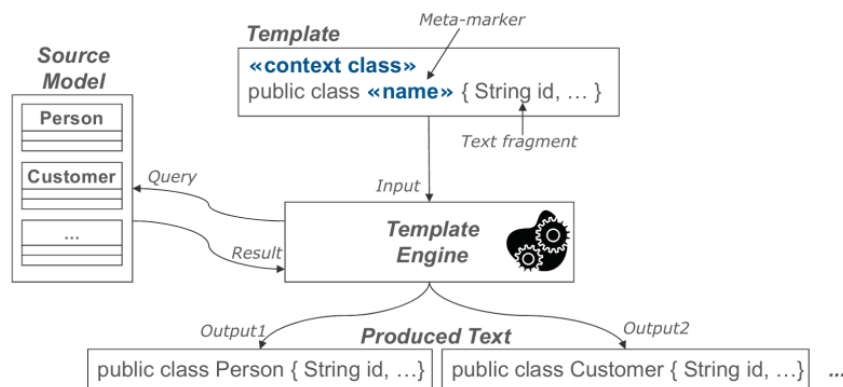 Meta-marker
Template
Source
Model
«context class»
public class «name» { String id, … }
Person
Text fragment
Customer
Query
Input
Template
Engine
...
Result
Output1
Produced Text
Output2
public class Person { String id, …}
public class Customer { String id, …}
...